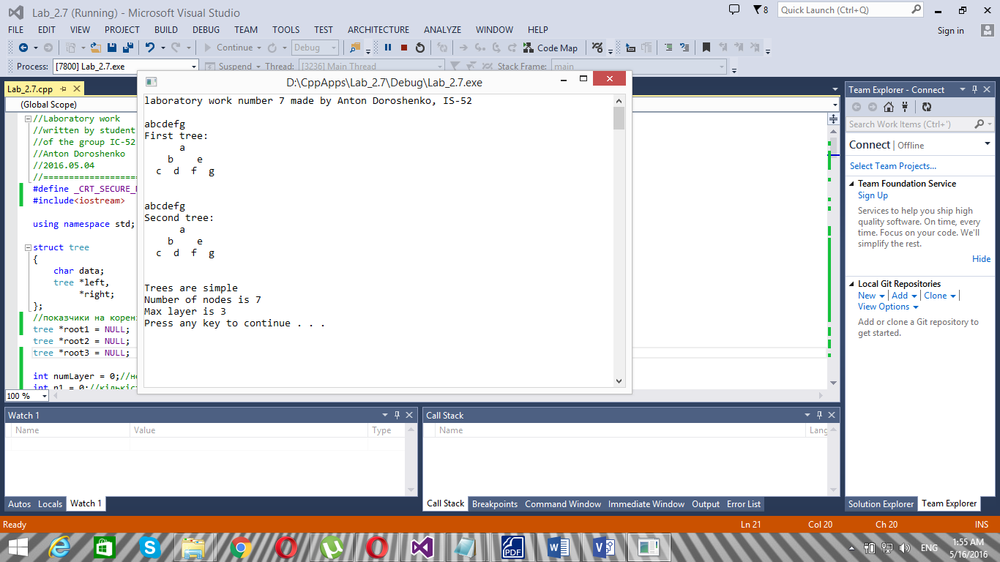 Lab_2.7 (Running) - Microsoft Visual Studio
8
Quick Launch (Ctrl+Q)
FILE EDIT VIEW PROJECT BUILD DEBUG TEAM TOOLS TEST ARCHITECTURE ANALYZE WINDOW HELP
Sign in
Continue
Debug
Code Map
Process: [7800] Lab_2.7.exe
Suspend
Thread: [3236] Main Thread
Stack Frame: main
D:\CppApps\Lab_2.7\Debug\Lab_2.7.exe
laboratory work number 7 made by Anton Doroshenko, IS-52
abcdefg
First tree:
a
b e
c d f g
abcdefg
Second tree:
a
b e
c d f g
Trees are simple
Number of nodes is 7
Max layer is 3
Press any key to continue . . .
Lab_2.7.cpp
(Global Scope)
//Laboratory work
//written by student
//of the group IC-52
//Anton Doroshenko
//2016.05.04
//==================
#define _CRT_SECURE_
#include<iostream>
using namespace std;
struct tree
{
char data;
tree *left,
*right;
};
//показчики на корен
tree *root1 = NULL;
tree *root2 = NULL;
tree *root3 = NULL;
int numLayer = 0;//н
int n1 = 0;//кількіс
100 %
Team Explorer - Connect
Search Work Items (Ctrl+')
Connect | Offline
Select Team Projects...
Team Foundation Service
Sign Up
Services to help you ship high
quality software. On time, every
time. Focus on your code. We'll
simplify the rest.
Hide
Local Git Repositories
New | Add | Clone |
View Options
Add or clone a Git repository to
get started.
Watch 1
Name Value Type
Autos Locals Watch 1
Call Stack
Name Lang
Call Stack Breakpoints Command Window Immediate Window Output Error List
Solution Explorer Team Explorer
Ready
Ln 21 Col 20 Ch 20 INS
PDF
ENG
1:55 AM
5/16/2016